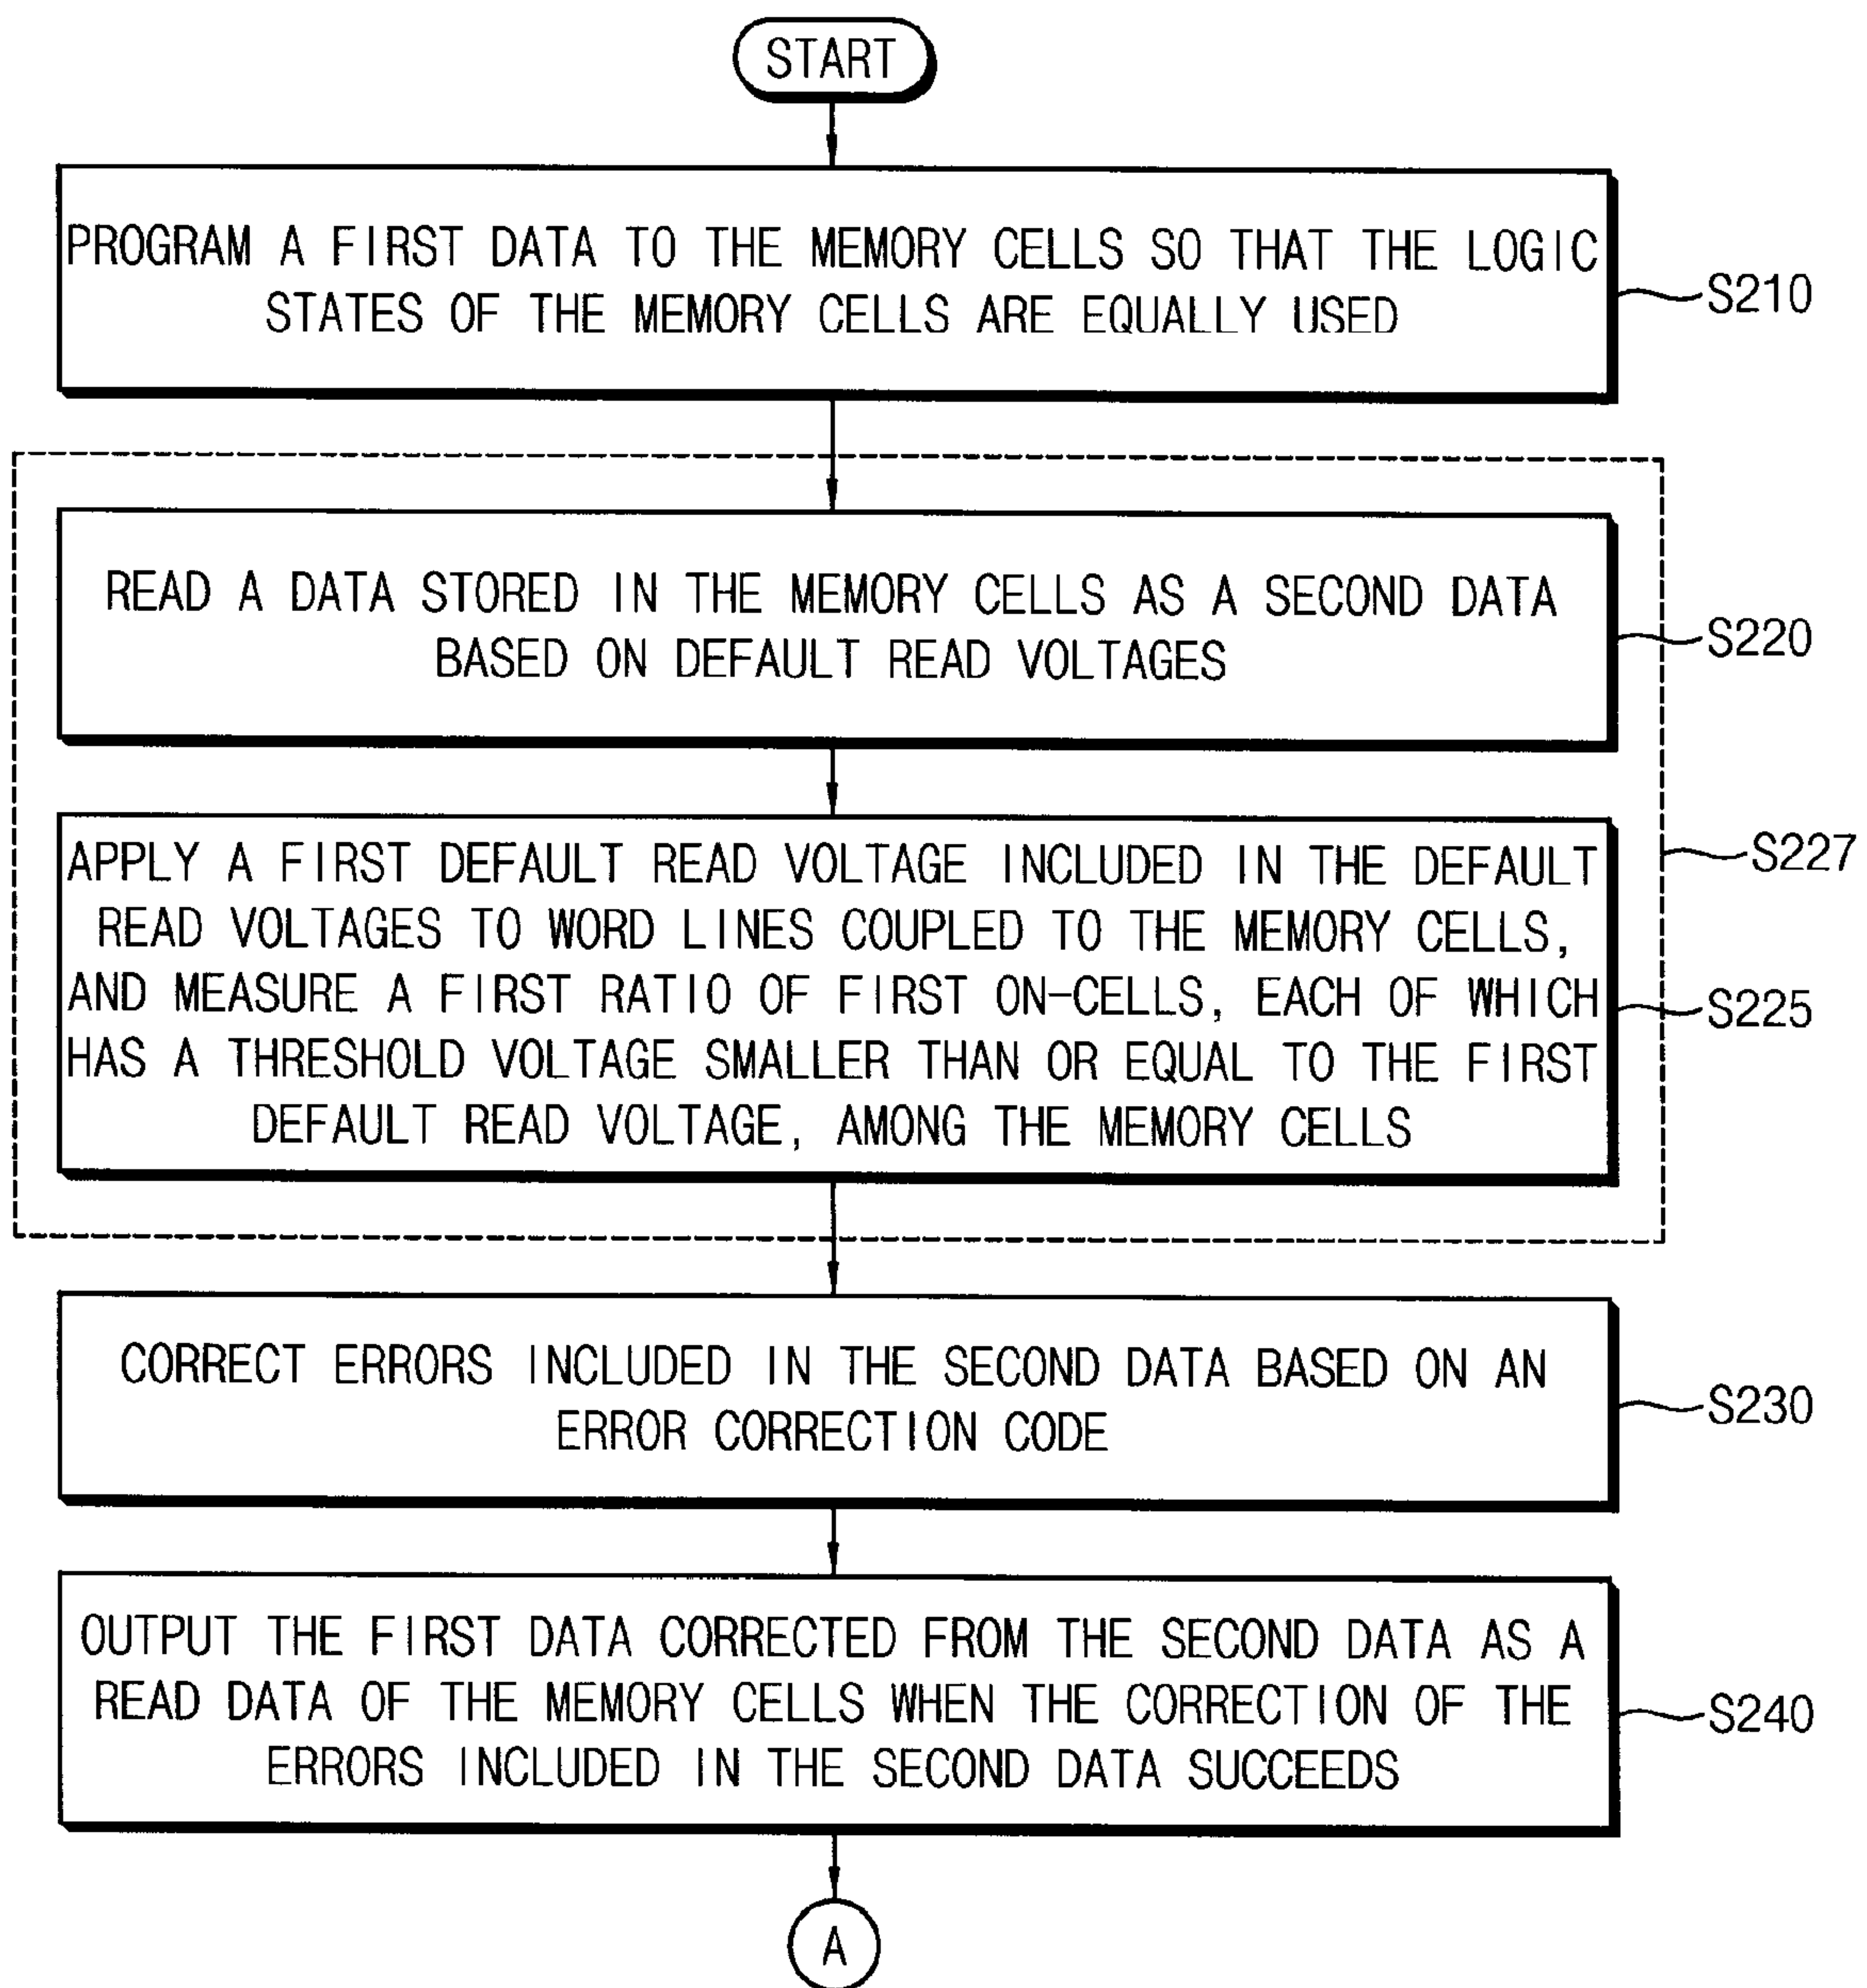 START
PROGRAM A FIRST DATA TO THE MEMORY CELLS SO THAT THE LOGIC
STATES OF THE MEMORY CELLS ARE EQUALLY USED
S210
READ A DATA STORED IN THE MEMORY CELLS AS A SECOND DATA
BASED ON DEFAULT READ VOLTAGES
S220
APPLY A FIRST DEFAULT READ VOLTAGE INCLUDED IN THE DEFAULT
READ VOLTAGES TO WORD LINES COUPLED TO THE MEMORY CELLS,
AND MEASURE A FIRST RATIO OF FIRST ON-CELLS, EACH OF WHICH
HAS A THRESHOLD VOLTAGE SMALLER THAN OR EQUAL TO THE FIRST
DEFAULT READ VOLTAGE, AMONG THE MEMORY CELLS
S227
S225
CORRECT ERRORS INCLUDED IN THE SECOND DATA BASED ON AN
ERROR CORRECTION CODE
S230
OUTPUT THE FIRST DATA CORRECTED FROM THE SECOND DATA AS A
READ DATA OF THE MEMORY CELLS WHEN THE CORRECTION OF THE
ERRORS INCLUDED IN THE SECOND DATA SUCCEEDS
S240
A